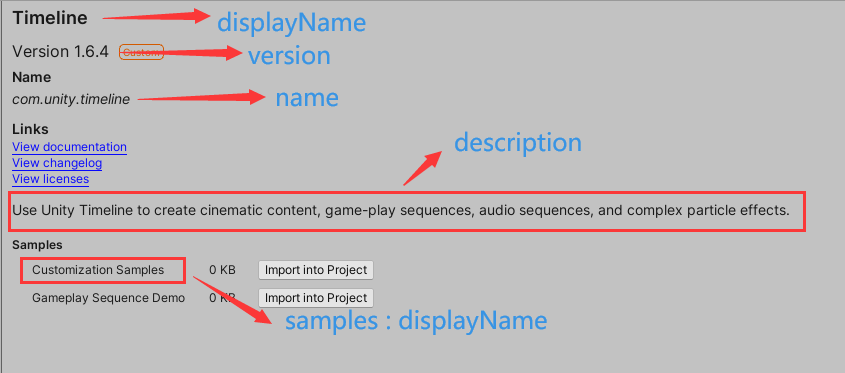 Timeline displayName
Version 1.6.4 Custom version
Name
com.unity.timeline name
Links
View documentation
View changelog
View licenses
description
Use Unity Timeline to create cinematic content, game-play sequences, audio sequences, and complex particle effects.
Samples
Customization Samples 0 KB Import into Project
Gameplay Sequence Demo 0 KB Import into Project
samples : displayName